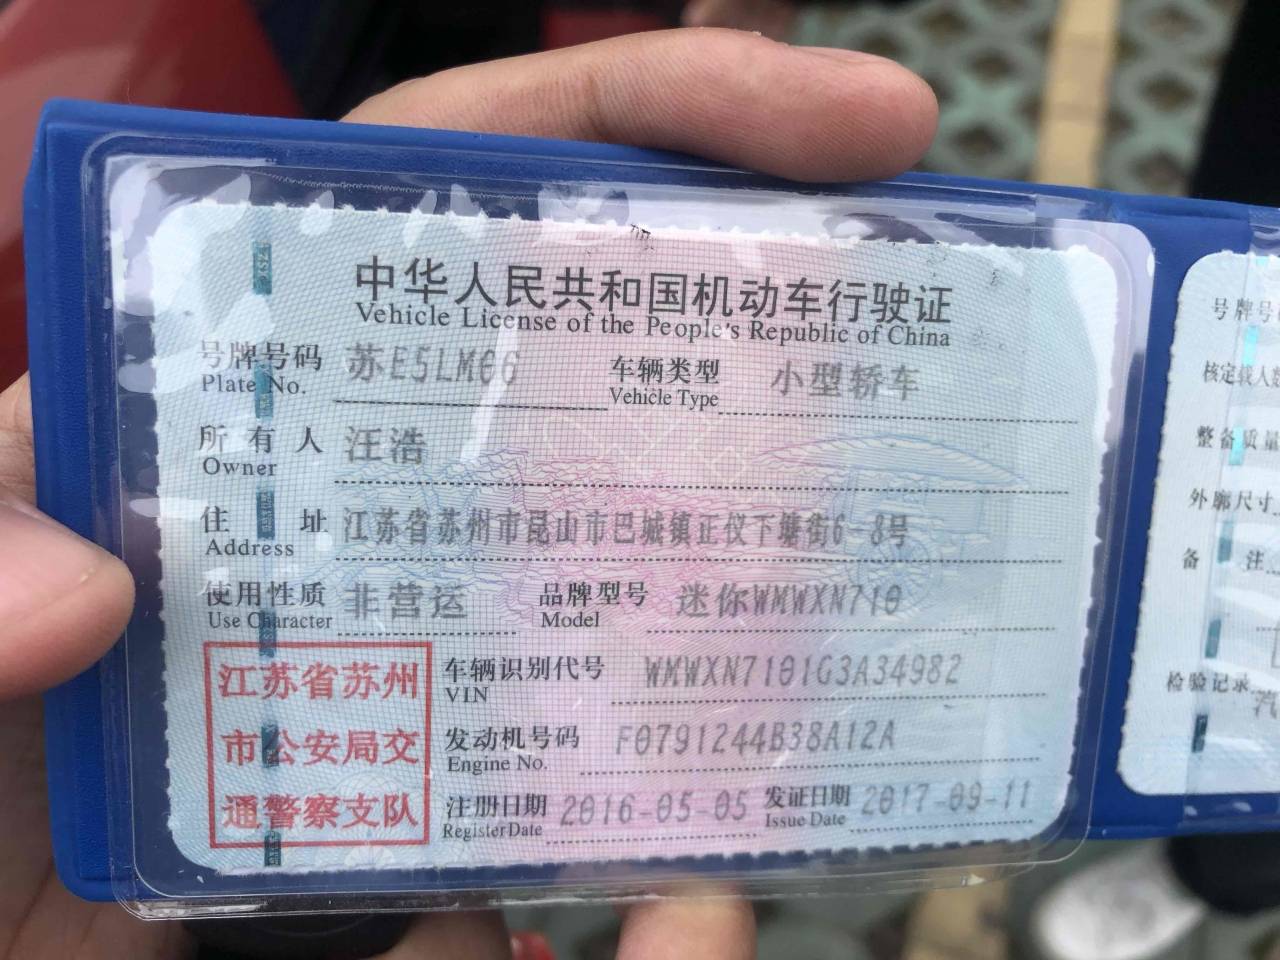 中华人民共和国机动车行驶证
Vehicle License of the People's Republic of China
号牌号码 苏E5LM66 车辆类型 小型轿车
Plate No. Vehicle Type
所有人 汪浩
Owner
住址 江苏省苏州市昆山市巴城镇正仪下塘街6-8号
Address
使用性质 非营运 品牌型号 迷你WMWXN710
Use Character Model
江苏省苏州
市公安局交
通警察支队
车辆识别代号 WMWXN7101G3A34982
VIN
发动机号码 F0791244B38A12A
Engine No.
注册日期 2016-05-05 发证日期 2017-09-11
Register Date Issue Date
号牌号
核定载人数
整备质量
外廓尺寸
备注
检验记录